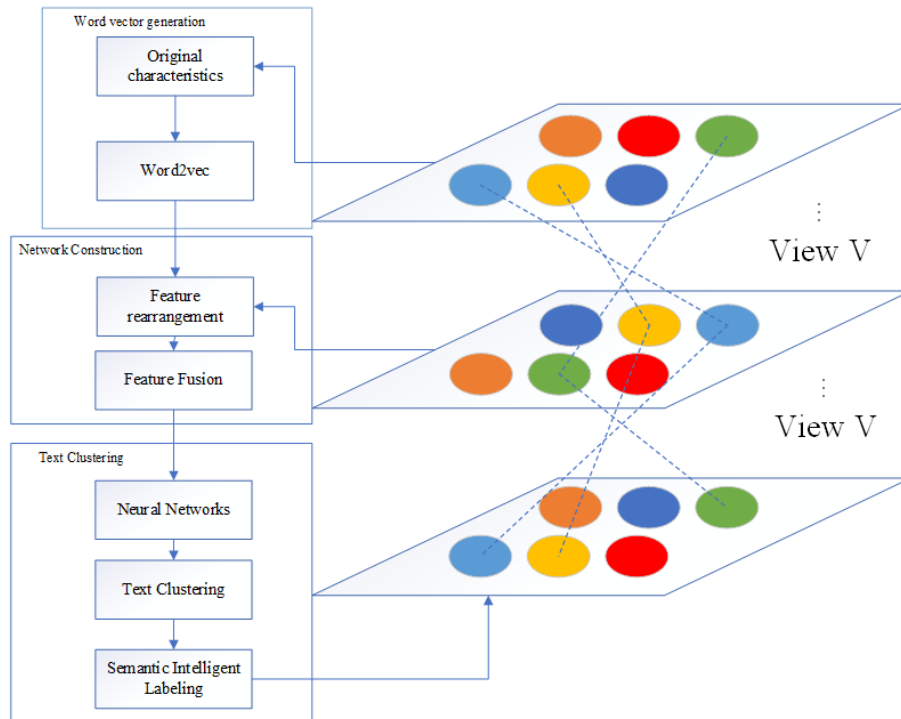 Word vector generation
Original
characteristics
Word2vec
Network Construction
Feature
rearrangement
Feature Fusion
Text Clustering
Neural Networks
Text Clustering
Semantic Intelligent
Labeling
⋮
View V
⋮
View V